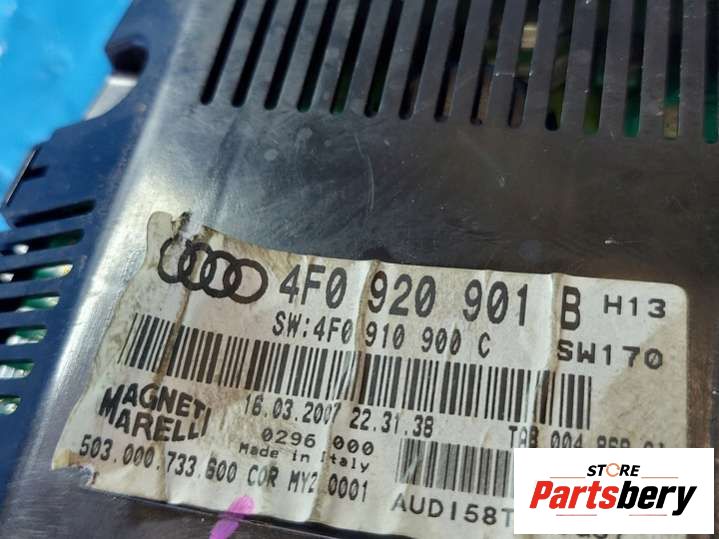 4F0 920 901 B H13
SW:4F0 910 900 C SW170
MAGNETI MARELLI
16.03.2007 22.31.38
0296 000
Made in Italy
503.000.733.600 COR MY2 0001
STORE
Partsbery